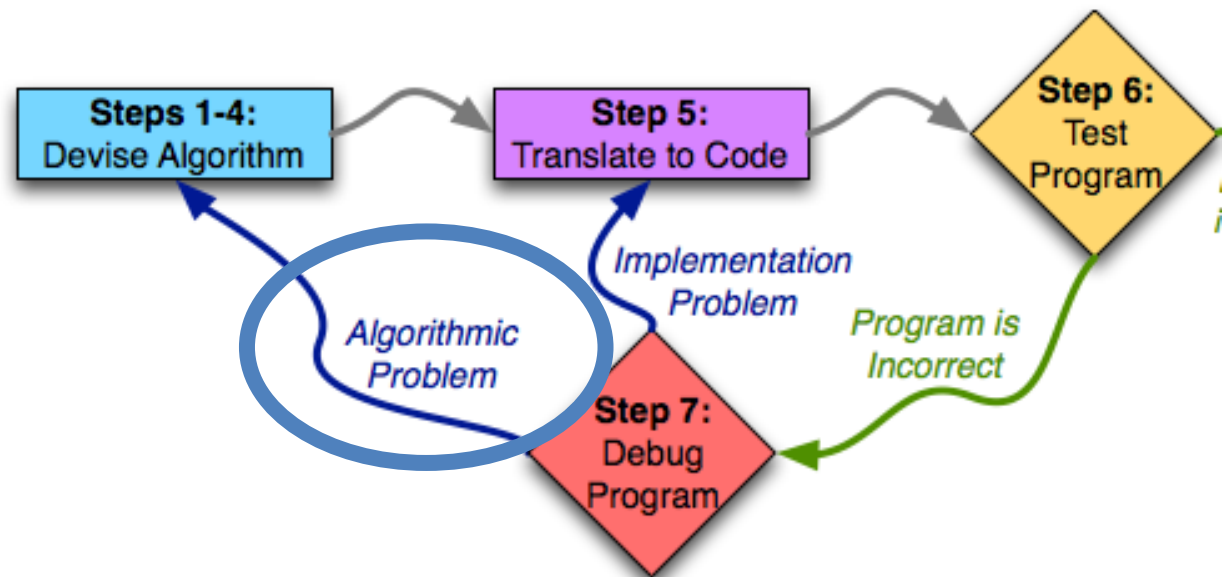 Steps 1-4:
Devise Algorithm
Step 5:
Translate to Code
Step 6:
Test
Program
Implementation
Problem
Algorithmic
Problem
Program is
Incorrect
Step 7:
Debug
Program